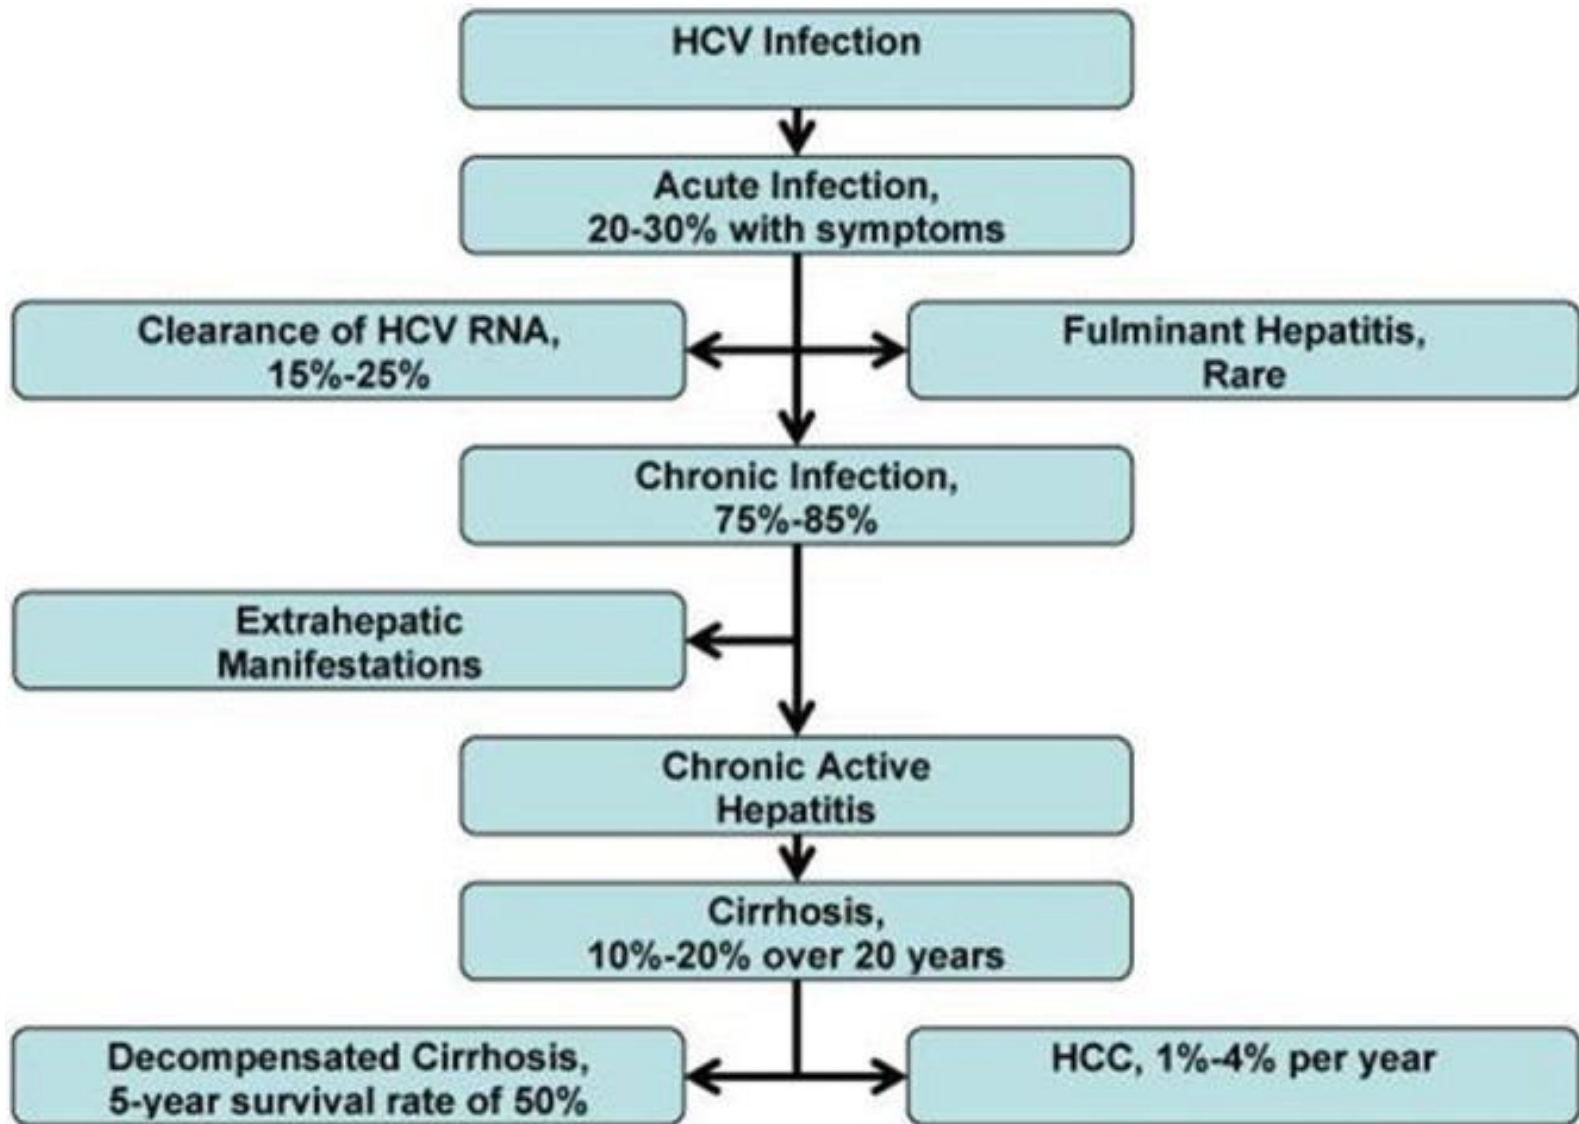 HCV Infection
Acute Infection,
20-30% with symptoms
Clearance of HCV RNA,
15%-25%
Fulminant Hepatitis,
Rare
Chronic Infection,
75%-85%
Extrahepatic
Manifestations
Chronic Active
Hepatitis
Cirrhosis,
10%-20% over 20 years
Decompensated Cirrhosis,
5-year survival rate of 50%
HCC, 1%-4% per year